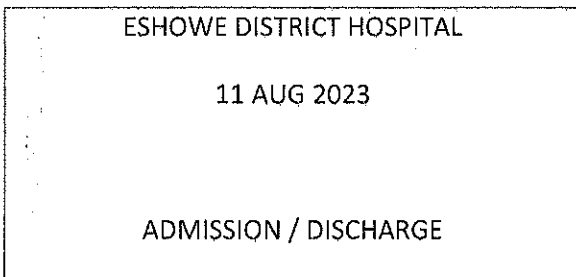 ESHOWE DISTRICT HOSPITAL
11 AUG 2023
ADMISSION / DISCHARGE